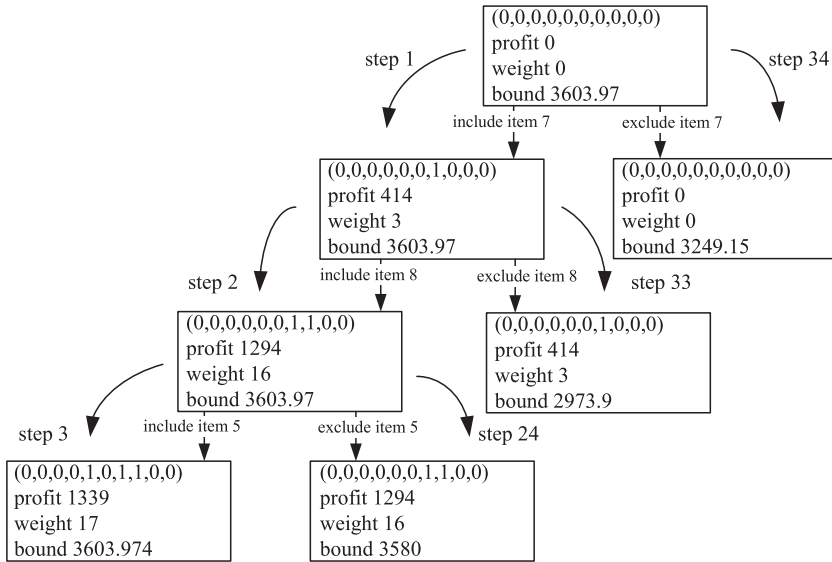 (0,0,0,0,0,0,0,0,0,0)
profit 0
weight 0
bound 3603.97
step 1
step 34
include item 7
exclude item 7
(0,0,0,0,0,0,1,0,0,0)
profit 414
weight 3
bound 3603.97
(0,0,0,0,0,0,0,0,0,0)
profit 0
weight 0
bound 3249.15
step 2
include item 8
exclude item 8
step 33
(0,0,0,0,0,0,1,1,0,0)
profit 1294
weight 16
bound 3603.97
(0,0,0,0,0,0,1,0,0,0)
profit 414
weight 3
bound 2973.9
step 3
include item 5
exclude item 5
step 24
(0,0,0,0,1,0,1,1,0,0)
profit 1339
weight 17
bound 3603.974
(0,0,0,0,0,0,1,1,0,0)
profit 1294
weight 16
bound 3580